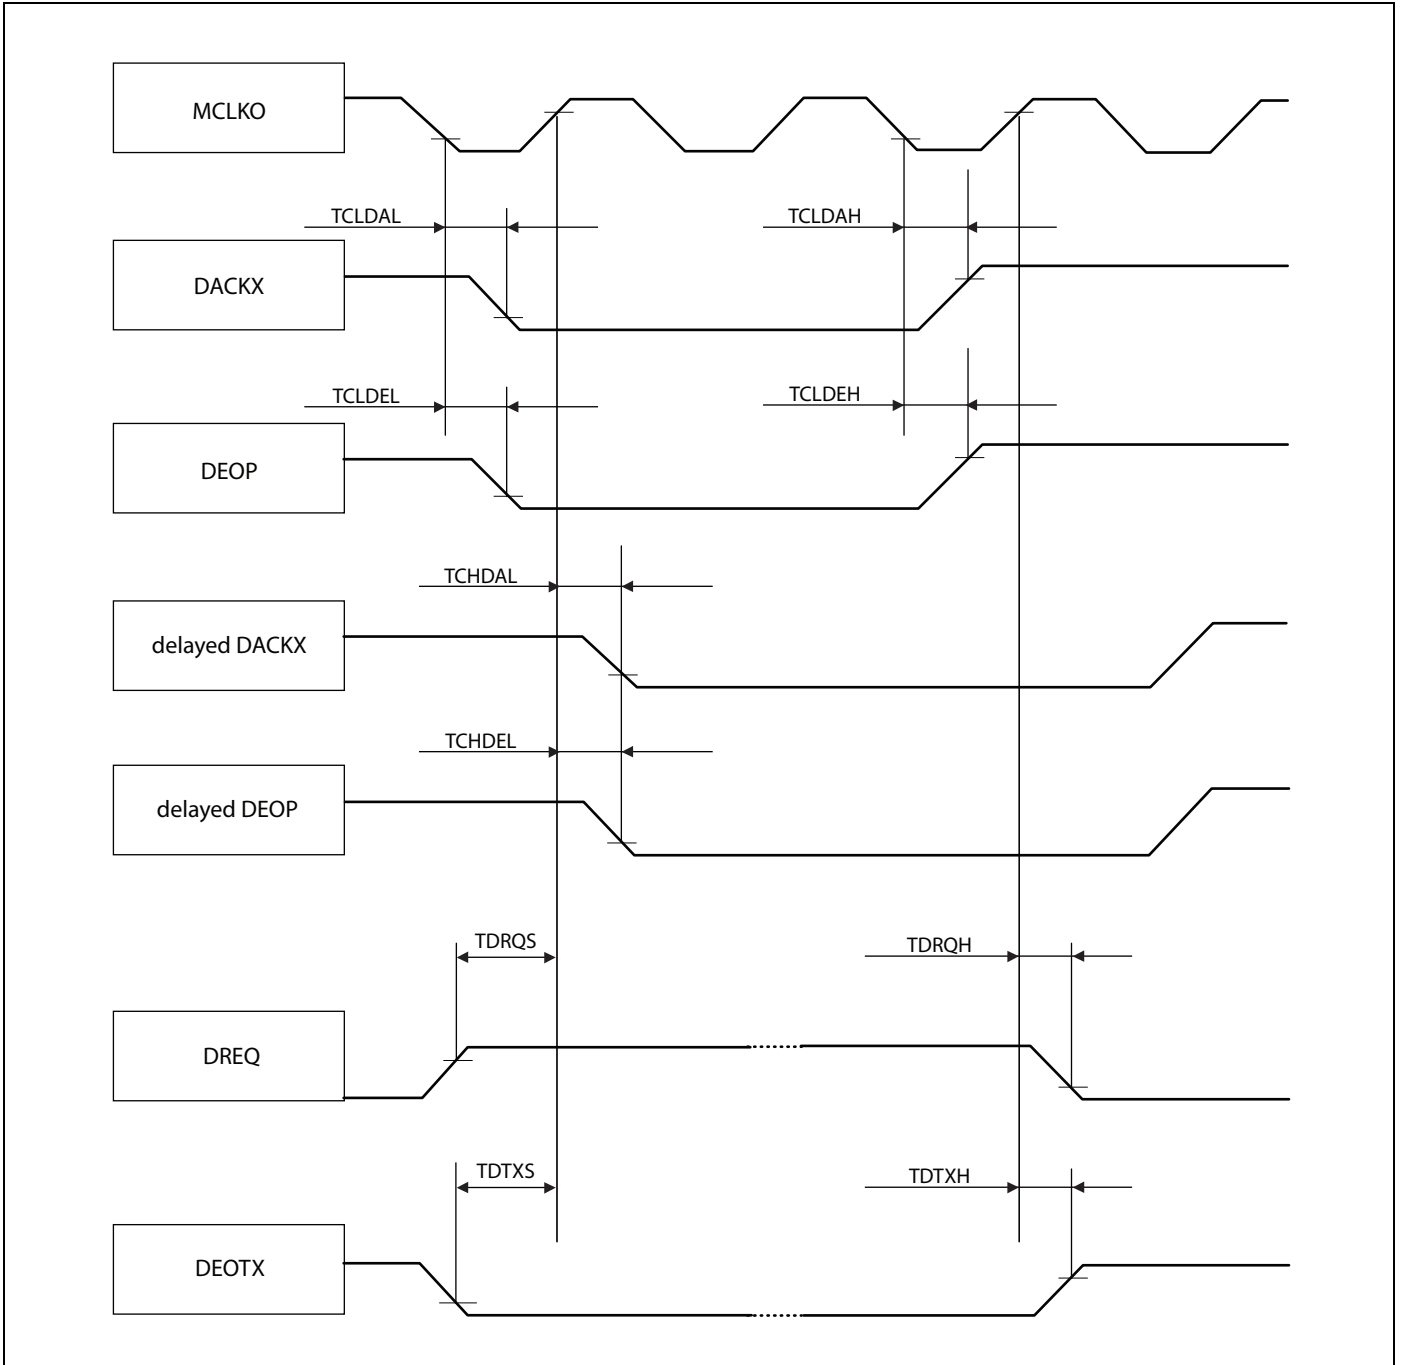 MCLKO
TCLDAL
TCLDAH
DACKX
TCLDEL
TCLDEH
DEOP
TCHDAL
delayed DACKX
TCHDEL
delayed DEOP
TDRQS
TDRQH
DREQ
TDTXS
TDTXH
DEOTX